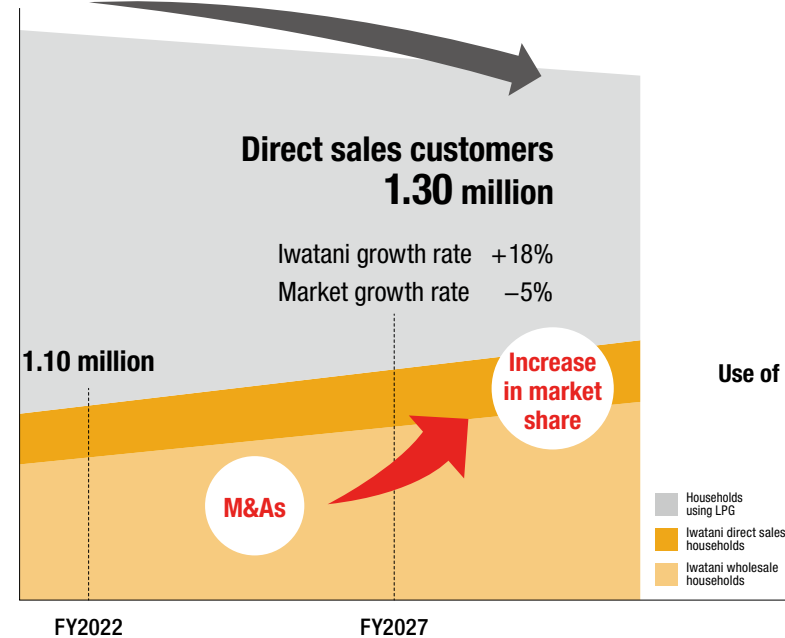 Direct sales customers
1.30 million
Iwatani growth rate +18%
Market growth rate –5%
1.10 million
Increase
in market
share
Use of
M&As
Households
using LPG
Iwatani direct sales
households
Iwatani wholesale
households
FY2022 FY2027